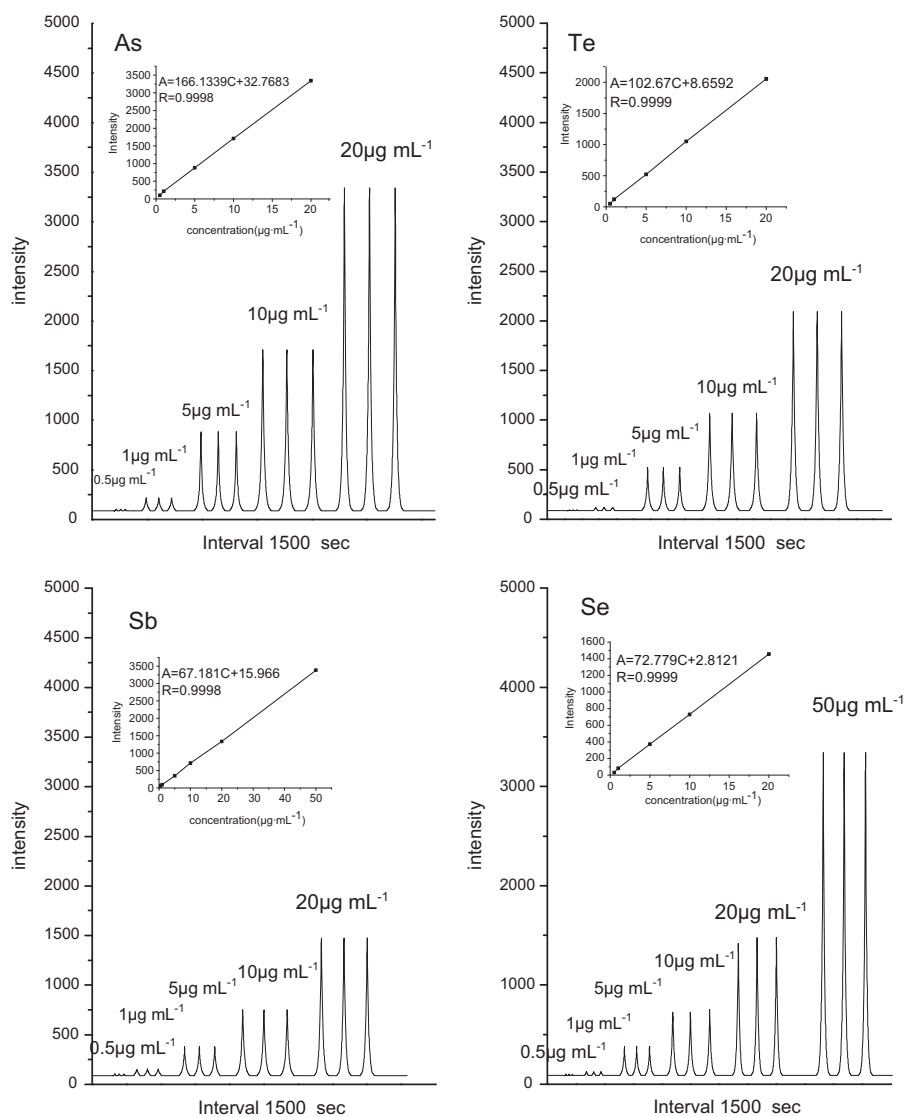 As
A=166.1339C+32.7683
R=0.9998
Intensity
3500
3000
2500
2000
1500
1000
500
0
0 5 10 15 20
concentration(µg·mL⁻¹)
5000
4500
4000
3500
3000
2500
2000
1500
1000
500
0
intensity
0.5µg mL⁻¹
1µg mL⁻¹
5µg mL⁻¹
10µg mL⁻¹
20µg mL⁻¹
Interval 1500 sec
Te
A=102.67C+8.6592
R=0.9999
Intensity
2000
1500
1000
500
0
0 5 10 15 20
concentration(µg·mL⁻¹)
5000
4500
4000
3500
3000
2500
2000
1500
1000
500
0
intensity
0.5µg mL⁻¹
1µg mL⁻¹
5µg mL⁻¹
10µg mL⁻¹
20µg mL⁻¹
Interval 1500 sec
Sb
A=67.181C+15.966
R=0.9998
Intensity
3500
3000
2500
2000
1500
1000
500
0
0 10 20 30 40 50
concentration(µg·mL⁻¹)
5000
4500
4000
3500
3000
2500
2000
1500
1000
500
0
intensity
0.5µg mL⁻¹
1µg mL⁻¹
5µg mL⁻¹
10µg mL⁻¹
20µg mL⁻¹
Interval 1500 sec
Se
A=72.779C+2.8121
R=0.9999
Intensity
1600
1400
1200
1000
800
600
400
200
0
0 5 10 15 20
concentration(µg·mL⁻¹)
5000
4000
3000
2000
1000
0
intensity
0.5µg mL⁻¹
1µg mL⁻¹
5µg mL⁻¹
10µg mL⁻¹
20µg mL⁻¹
50µg mL⁻¹
Interval 1500 sec